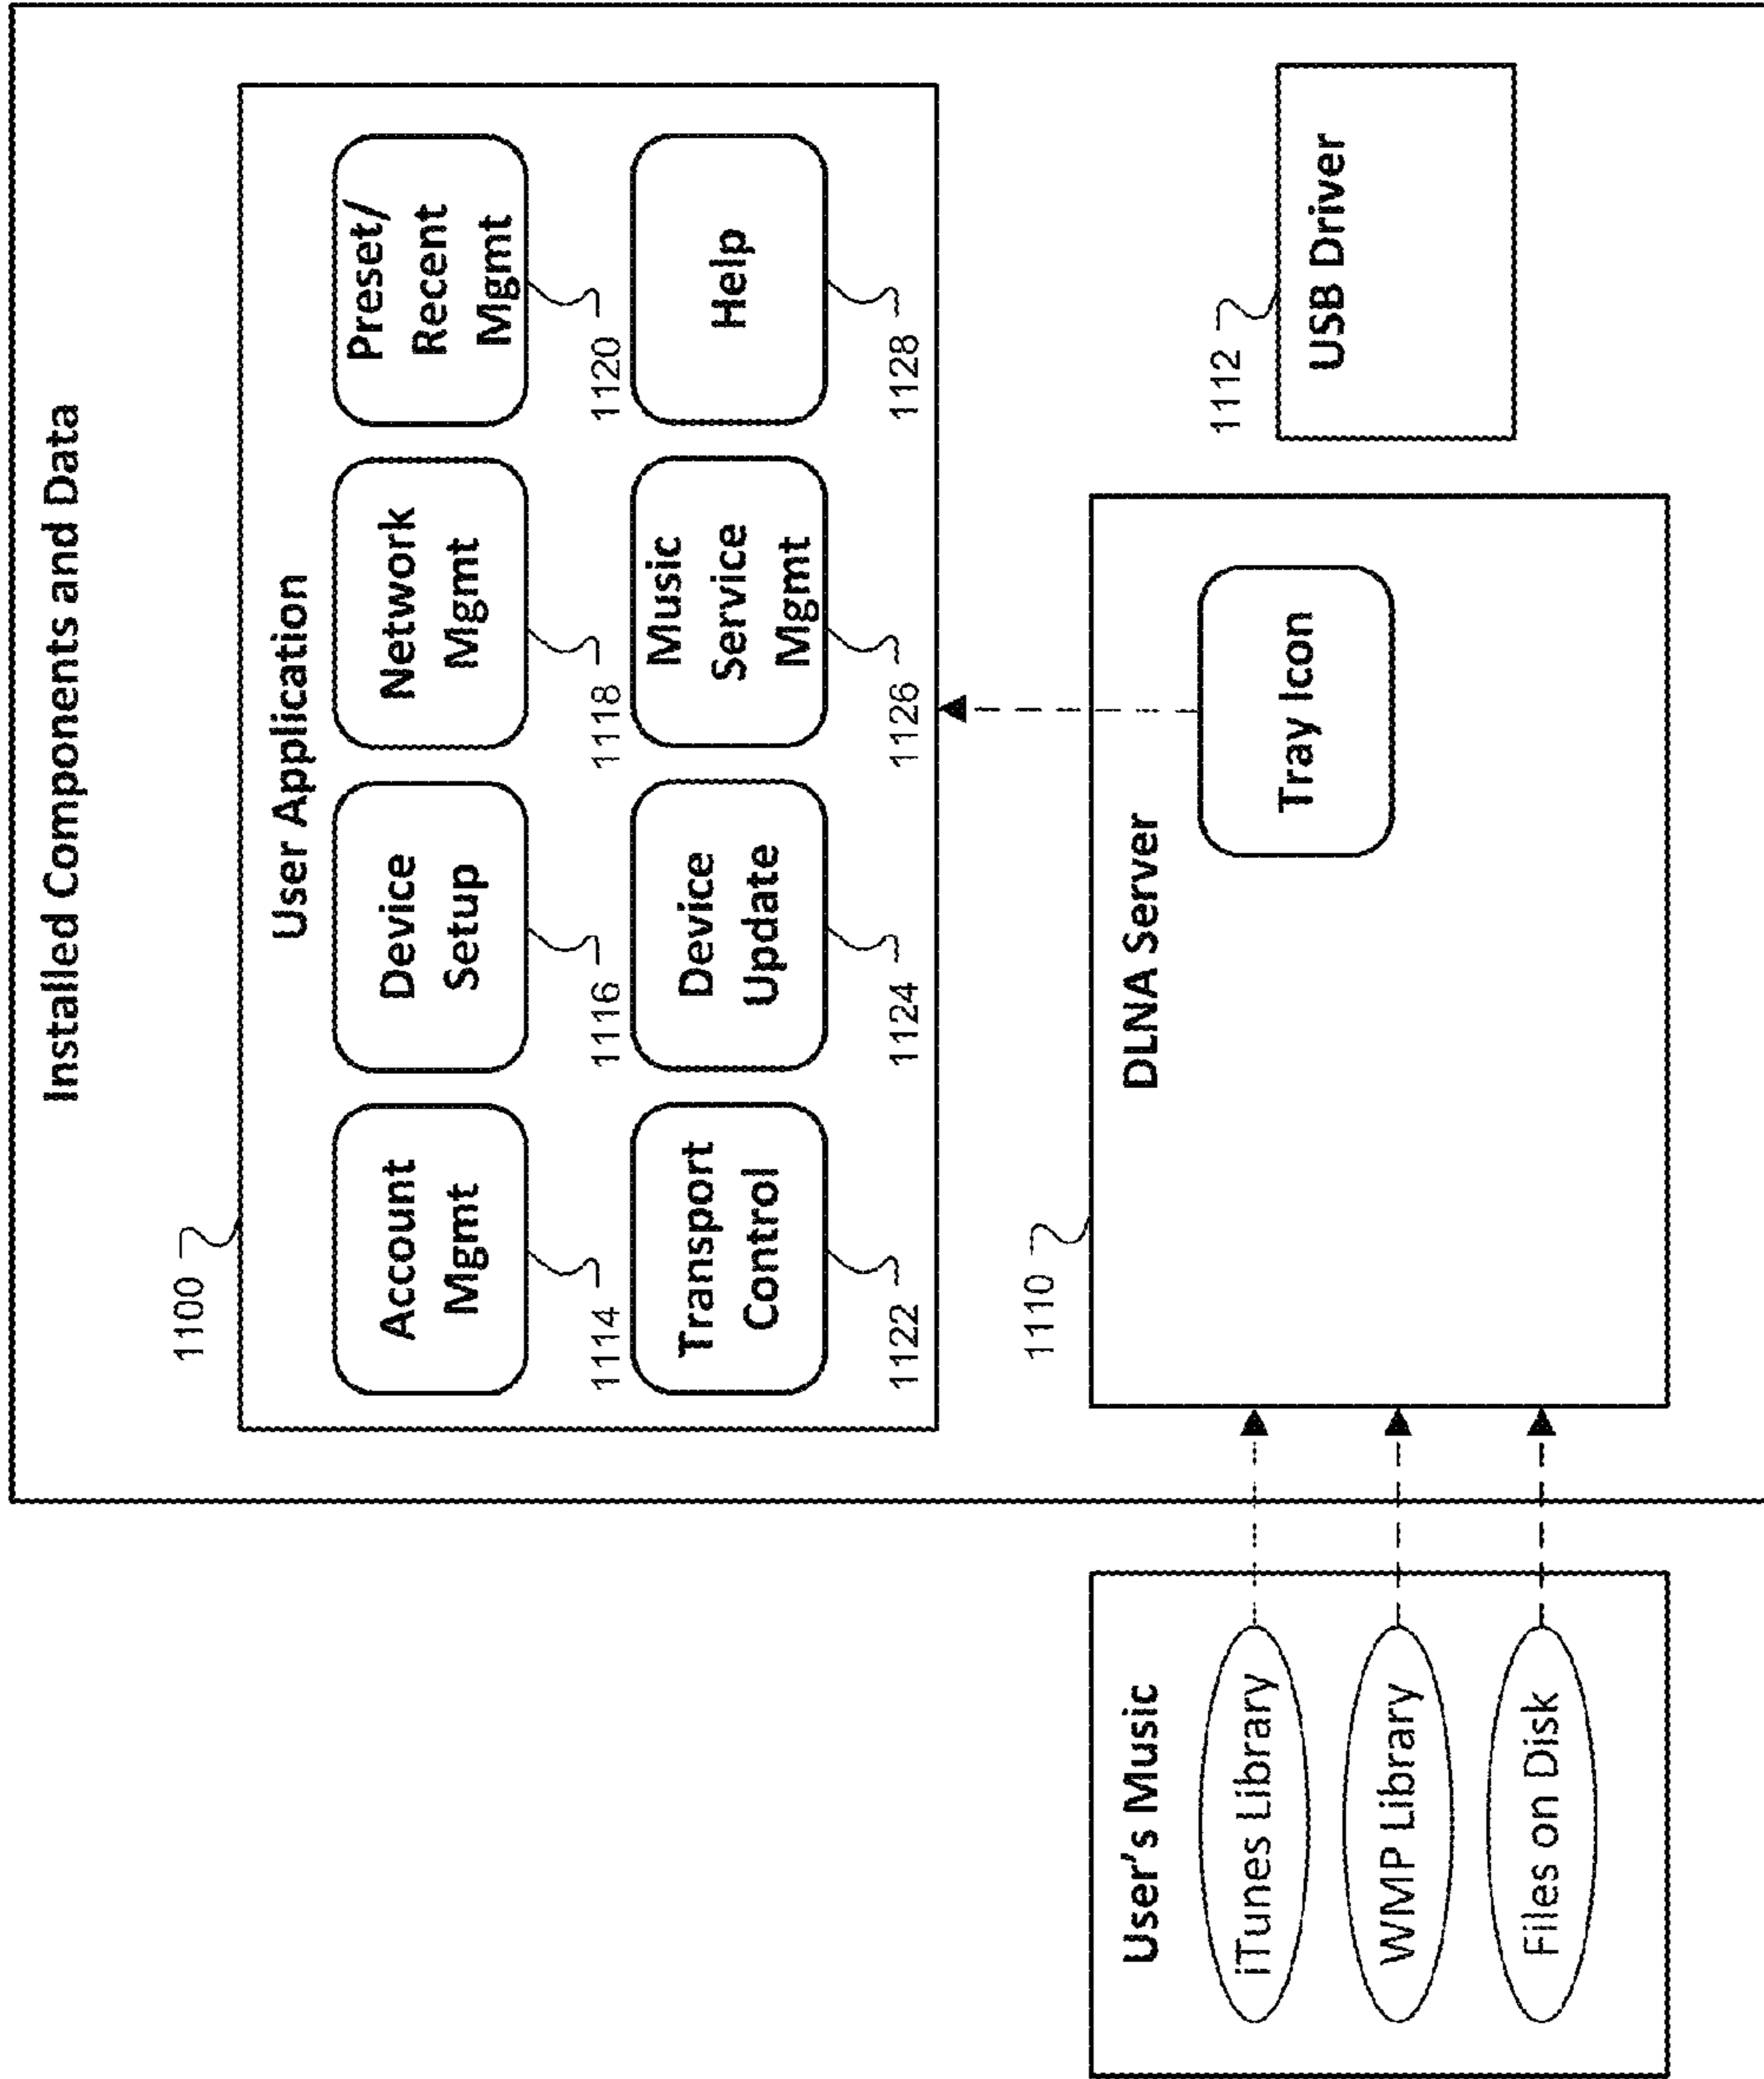 Installed Components and Data
1100
User Application
Account
Mgmt
1114
Device
Setup
1116
Network
Mgmt
1118
Preset/
Recent
Mgmt
1120
Transport
Control
1122
Device
Update
1124
Music
Service
Mgmt
1126
Help
1128
User's Music
iTunes Library
WMP Library
Files on Disk
1110
DLNA Server
Tray Icon
1112
USB Driver